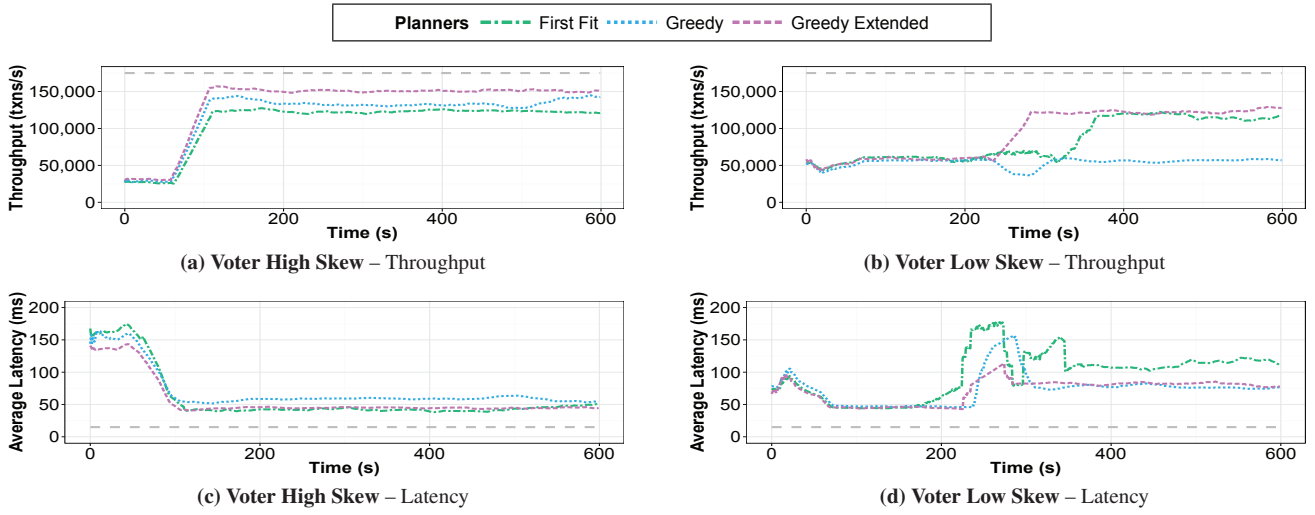 Planners First Fit Greedy Greedy Extended
Throughput (txns/s)
150,000
100,000
50,000
0
0 200 400 600
Time (s)
(a) Voter High Skew – Throughput
Throughput (txns/s)
150,000
100,000
50,000
0
0 200 400 600
Time (s)
(b) Voter Low Skew – Throughput
Average Latency (ms)
200
150
100
50
0
0 200 400 600
Time (s)
(c) Voter High Skew – Latency
Average Latency (ms)
200
150
100
50
0
0 200 400 600
Time (s)
(d) Voter Low Skew – Latency